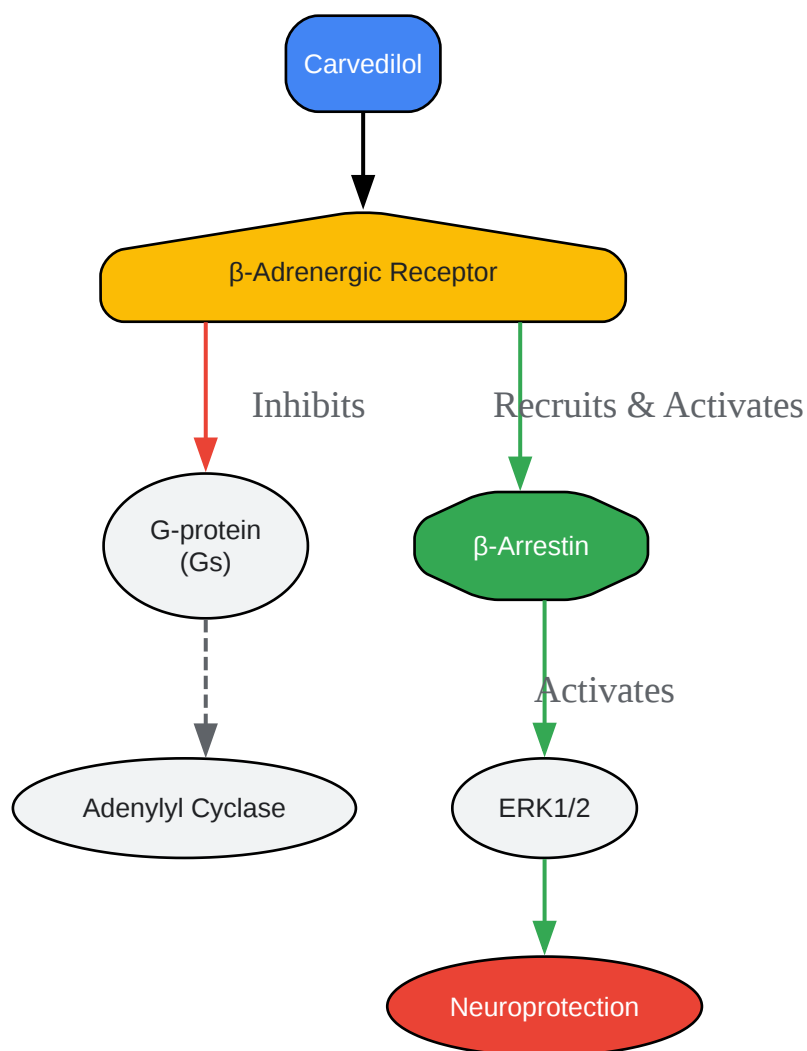 Carvedilol
β-Adrenergic Receptor
Inhibits
Recruits & Activates
G-protein
(Gs)
β-Arrestin
Activates
Adenylyl Cyclase
ERK1/2
Neuroprotection